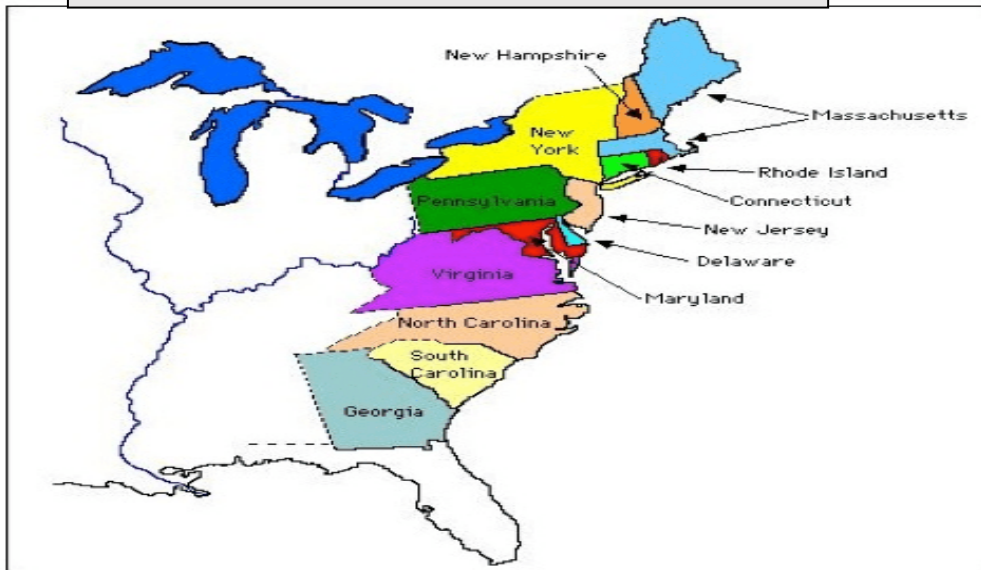 New Hampshire
Massachusetts
New
York
Rhode Island
Connecticut
Pennsylvania
New Jersey
Delaware
Virginia
Maryland
North Carolina
South
Carolina
Georgia